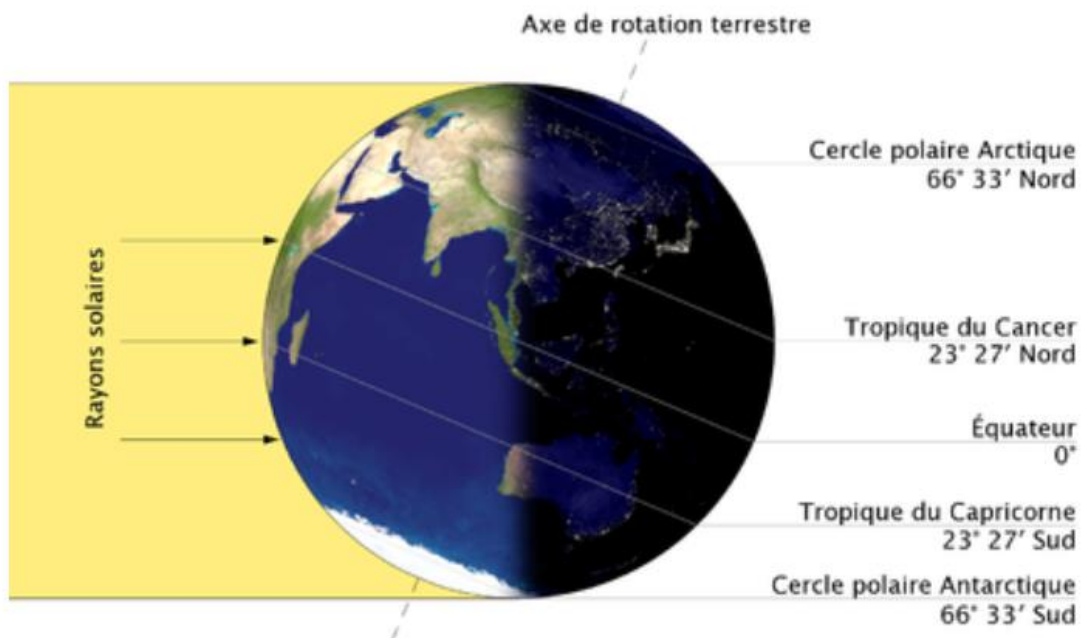 Axe de rotation terrestre
Rayons solaires
Cercle polaire Arctique
66° 33′ Nord
Tropique du Cancer
23° 27′ Nord
Équateur
0°
Tropique du Capricorne
23° 27′ Sud
Cercle polaire Antarctique
66° 33′ Sud